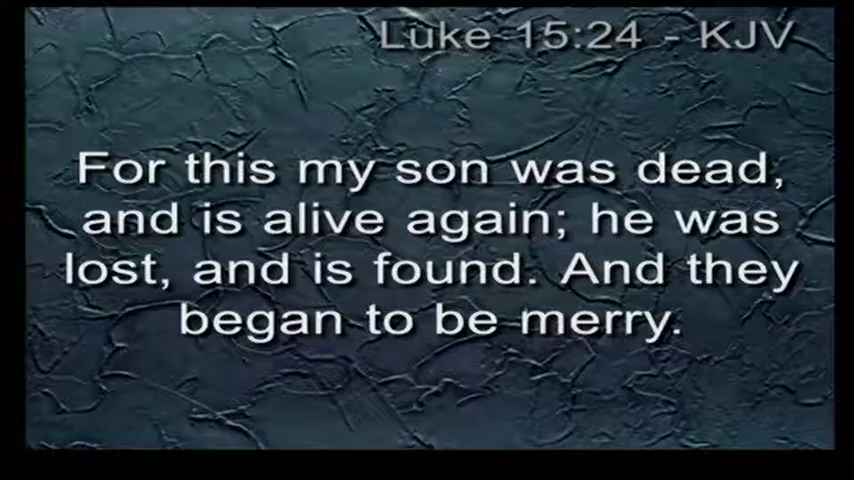 Luke 15:24 - KJV
For this my son was dead,
and is alive again; he was
lost, and is found. And they
began to be merry.